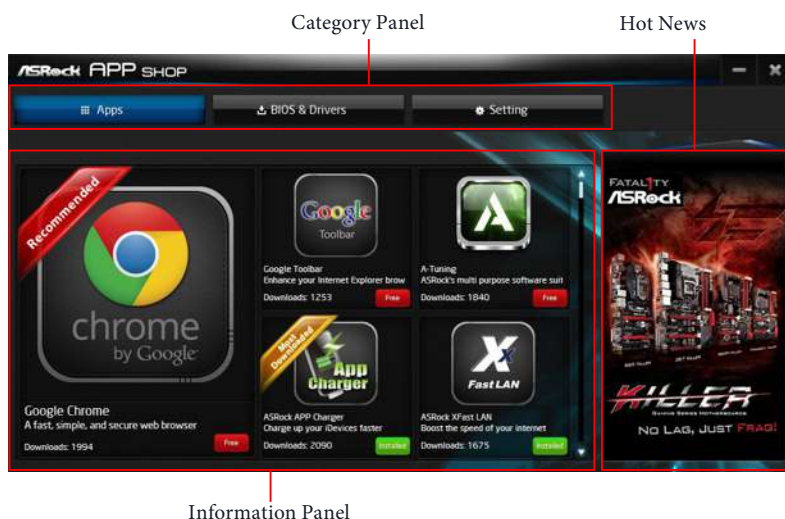 Category Panel
Hot News
ASRock APP SHOP
Apps
BIOS & Drivers
Setting
Recommended
chrome
by Google
Google Chrome
A fast, simple, and secure web browser
Downloads: 1994
Free
Google
Toolbar
Google Toolbar
Enhance your Internet Explorer brow
Downloads: 1253
Free
A-Tuning
ASRock's multi purpose software suit
Downloads: 1840
Free
Most
Downloaded
App
Charger
ASRock APP Charger
Charge up your iDevices faster
Downloads: 2090
Installed
X
Fast LAN
ASRock XFast LAN
Boost the speed of your internet
Downloads: 1675
Installed
FATAL1TY
ASRock
KILLER
GAMING SERIES MOTHERBOARDS
NO LAG, JUST FRAG!
Information Panel